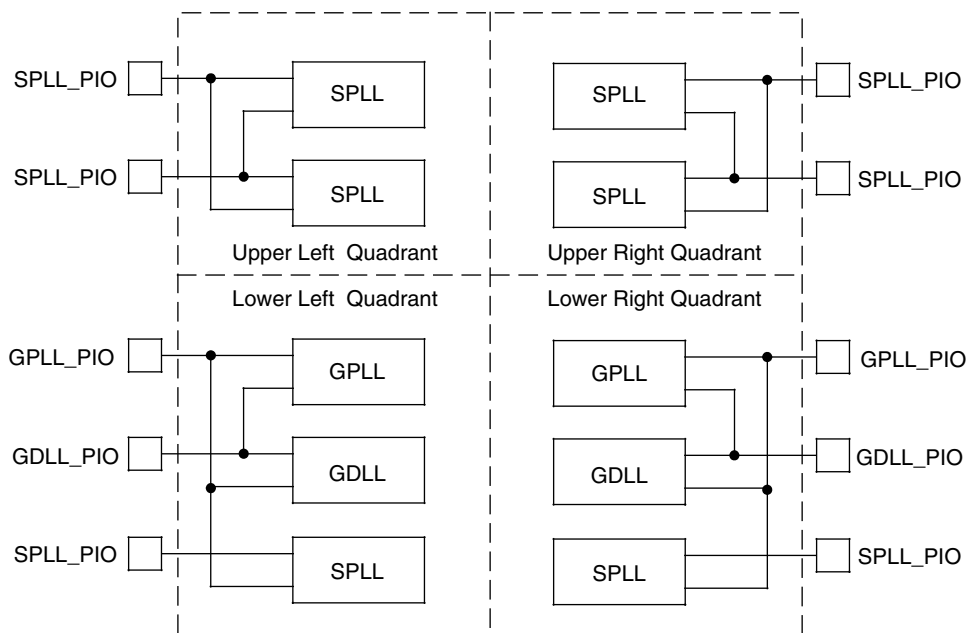 SPLL_PIO
SPLL
SPLL
SPLL_PIO
SPLL_PIO
SPLL
SPLL
SPLL_PIO
Upper Left Quadrant
Upper Right Quadrant
Lower Left Quadrant
Lower Right Quadrant
GPLL_PIO
GPLL
GPLL
GPLL_PIO
GDLL_PIO
GDLL
GDLL
GDLL_PIO
SPLL_PIO
SPLL
SPLL
SPLL_PIO